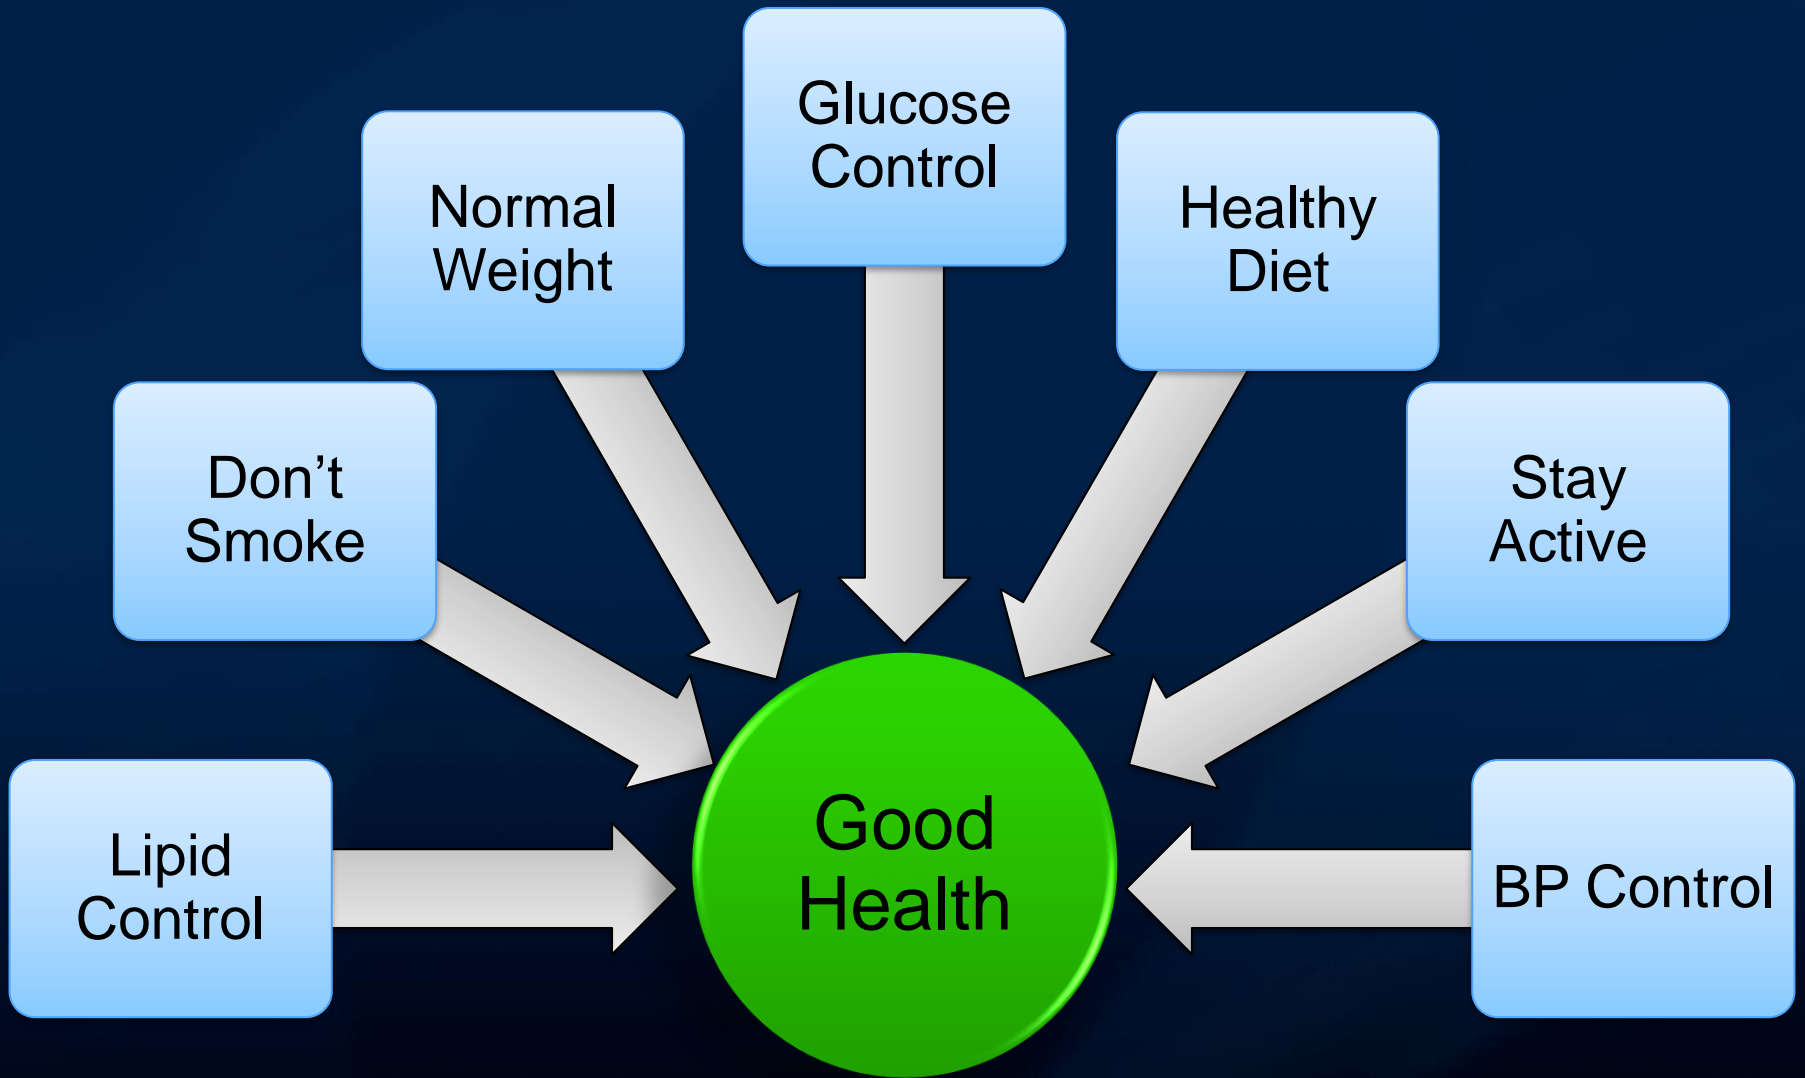 Glucose
Control
Normal
Weight
Healthy
Diet
Don’t
Smoke
Stay
Active
Lipid
Control
Good
Health
BP Control